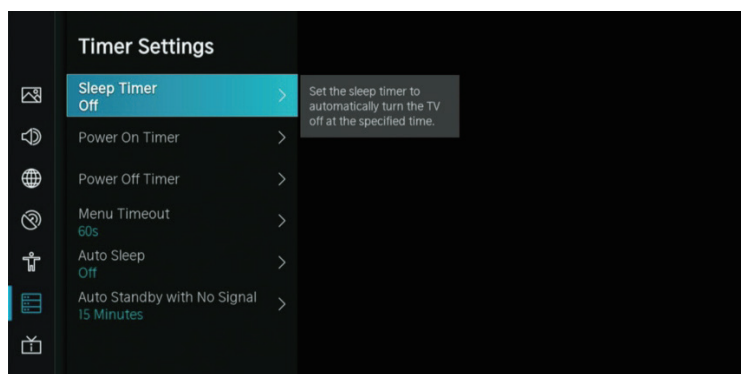 Timer Settings
Sleep Timer
Off
Set the sleep timer to
automatically turn the TV
off at the specified time.
Power On Timer
Power Off Timer
Menu Timeout
60s
Auto Sleep
Off
Auto Standby with No Signal
15 Minutes